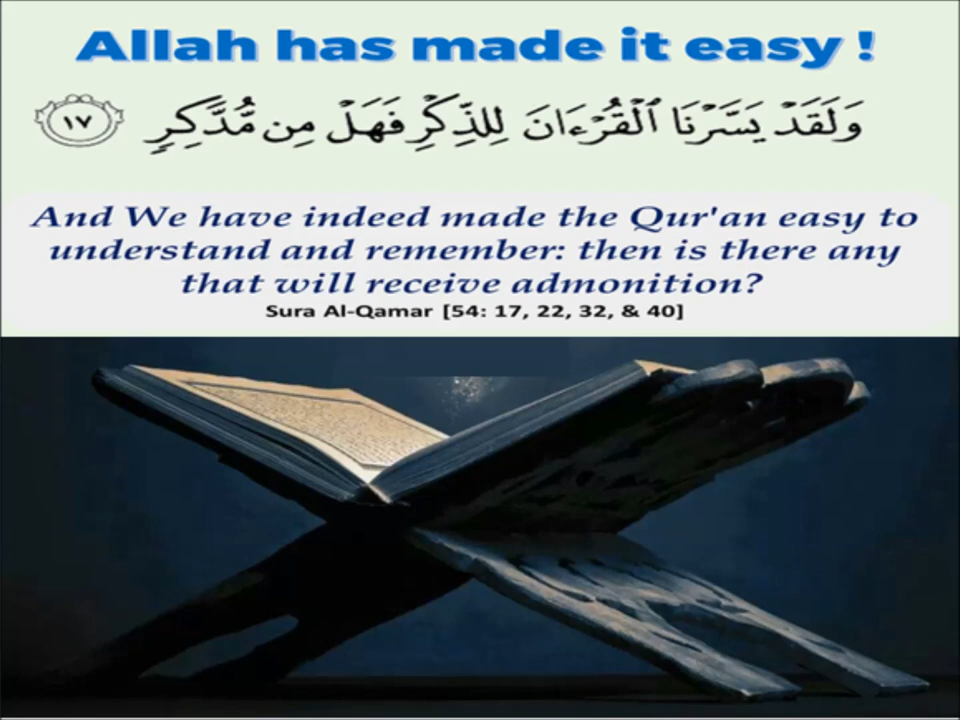 Allah has made it easy !
وَلَقَدْ يَسَّرْنَا ٱلْقُرْءَانَ لِلذِّكْرِ فَهَلْ مِن مُّدَّكِرٍ ١٧
And We have indeed made the Qur'an easy to
understand and remember: then is there any
that will receive admonition?
Sura Al-Qamar [54: 17, 22, 32, & 40]